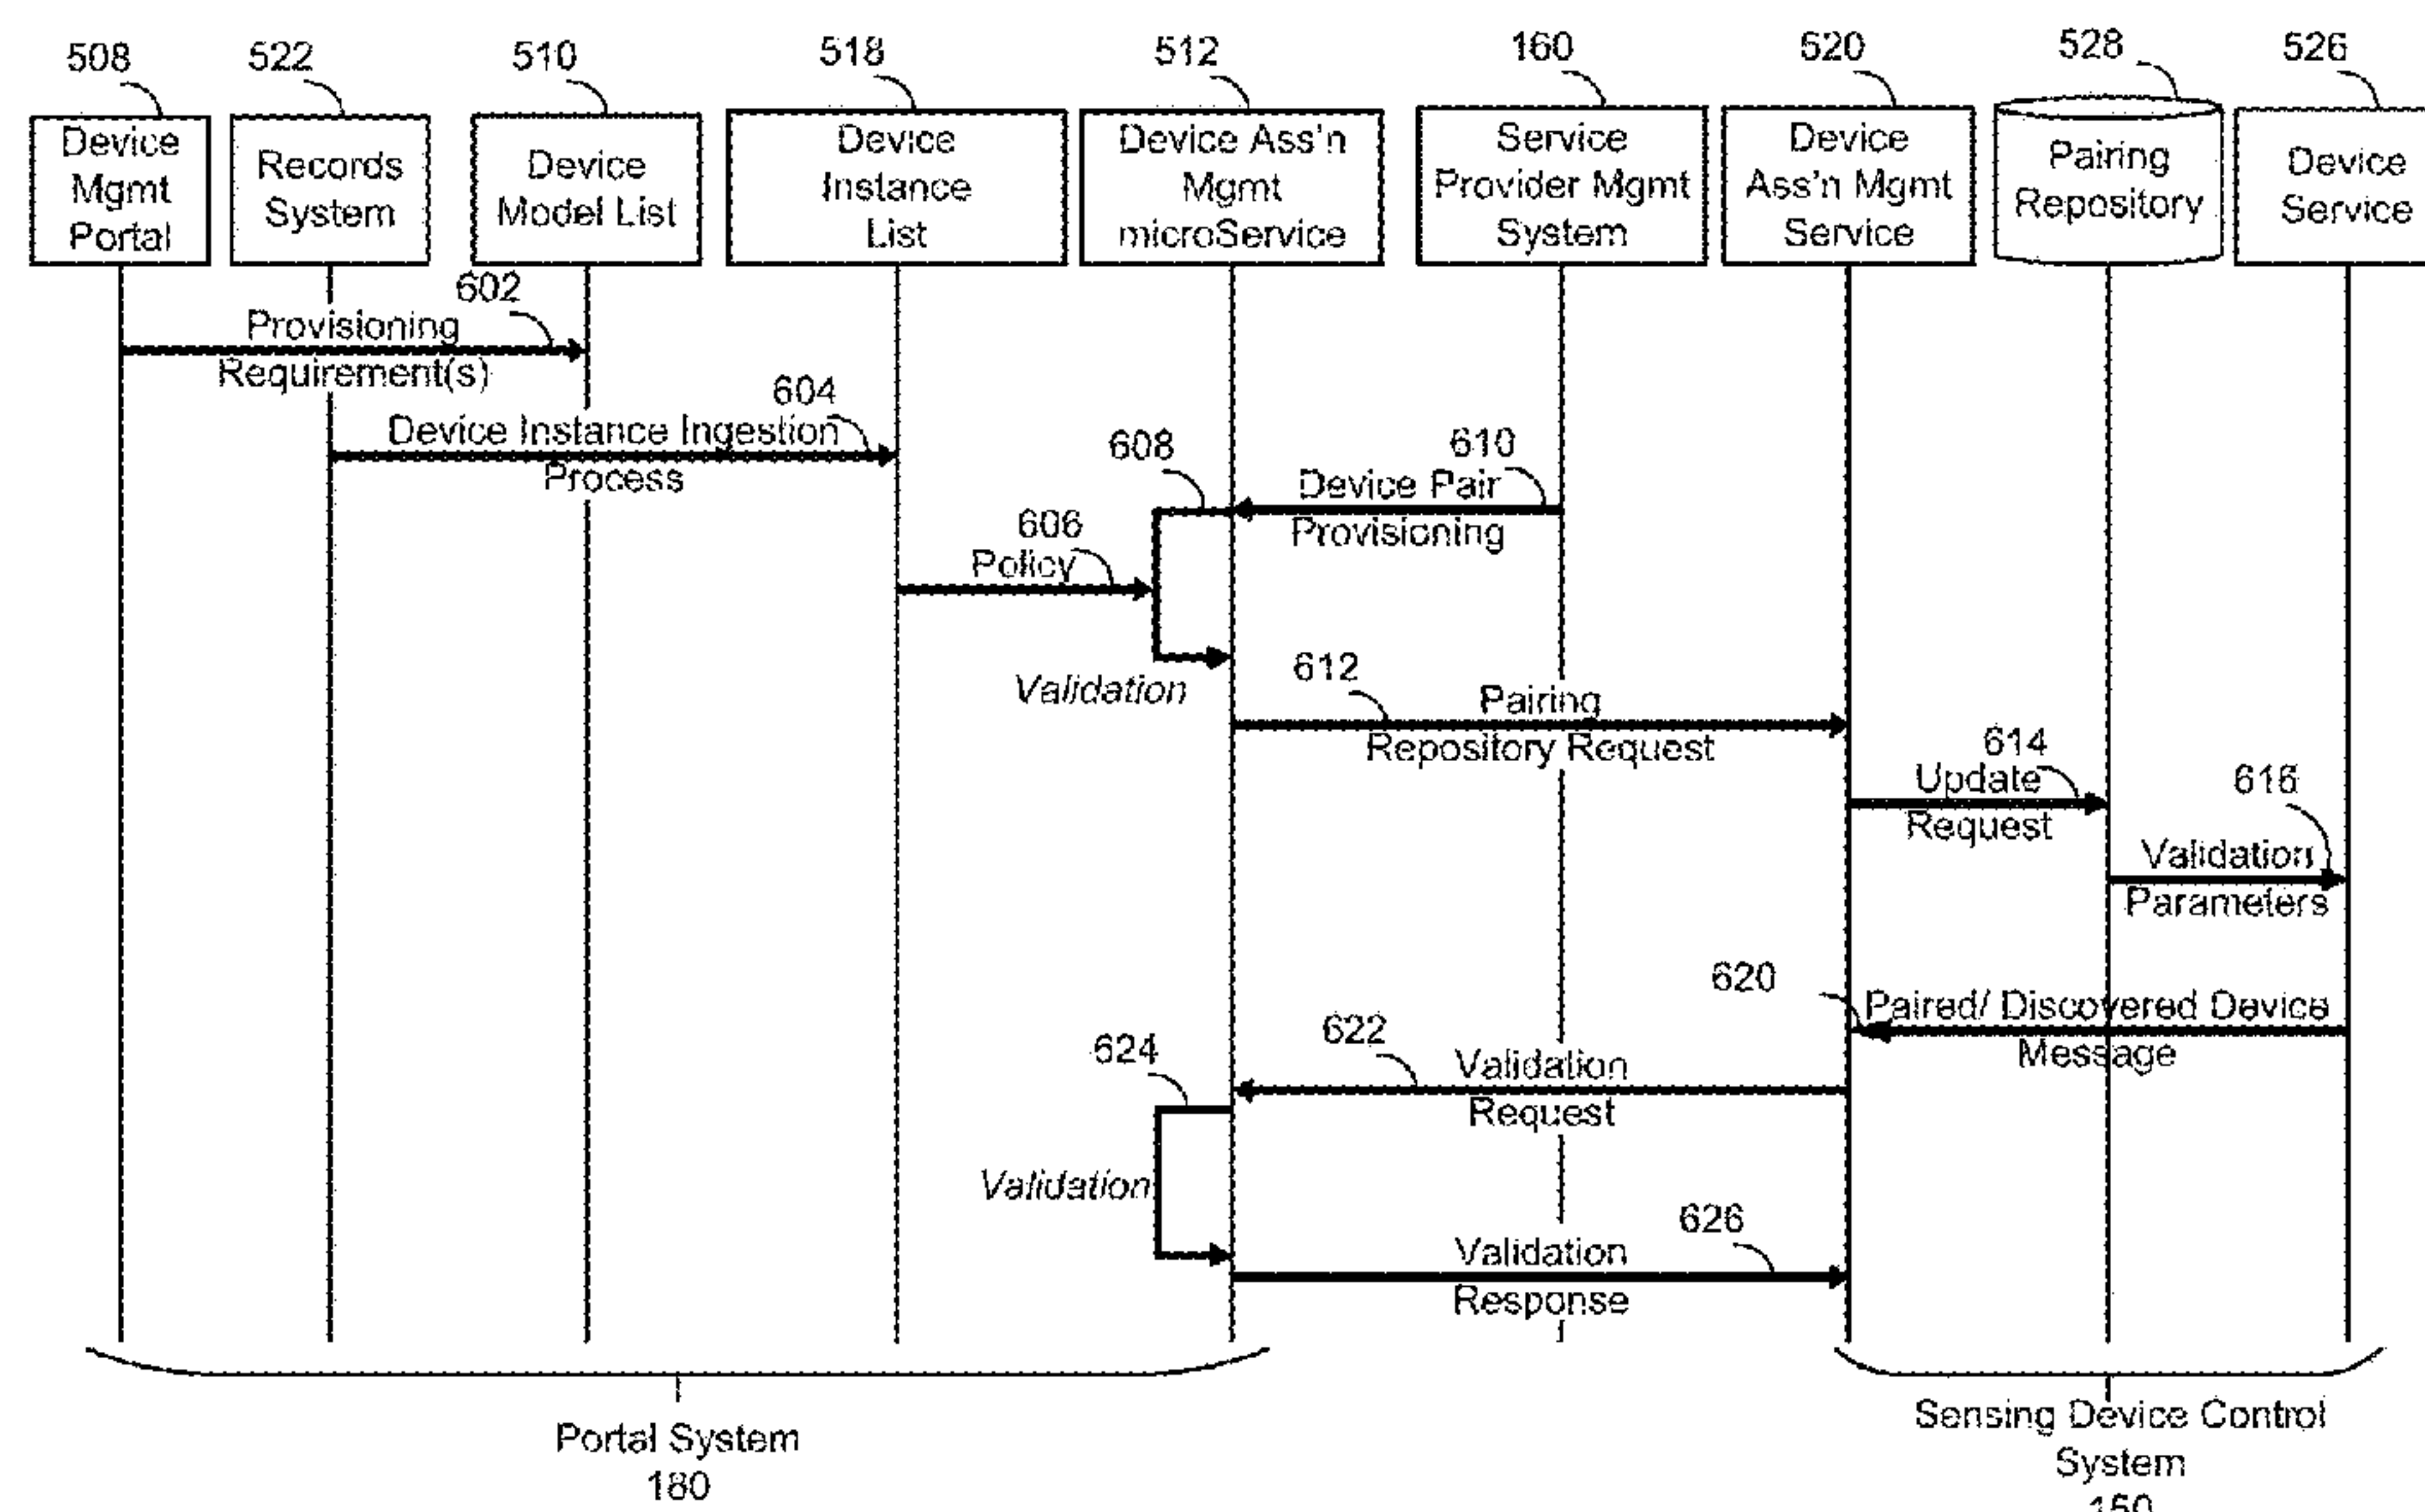 508
522
510
518
512
160
520
528
526
Device
Mgmt
Portal
Records
System
Device
Model List
Device
Instance
List
Device Ass'n
Mgmt
microService
Service
Provider Mgmt
System
Device
Ass'n Mgmt
Service
Pairing
Repository
Device
Service
602
Provisioning
Requirement(s)
604
Device Instance Ingestion
Process
608
610
Device Pair
Provisioning
606
Policy
Validation
612
Pairing
Repository Request
614
Update
Request
616
Validation
Parameters
620
Paired/ Discovered Device
Message
622
Validation
Request
624
Validation
626
Validation
Response
Portal System
180
Sensing Device Control
System
150